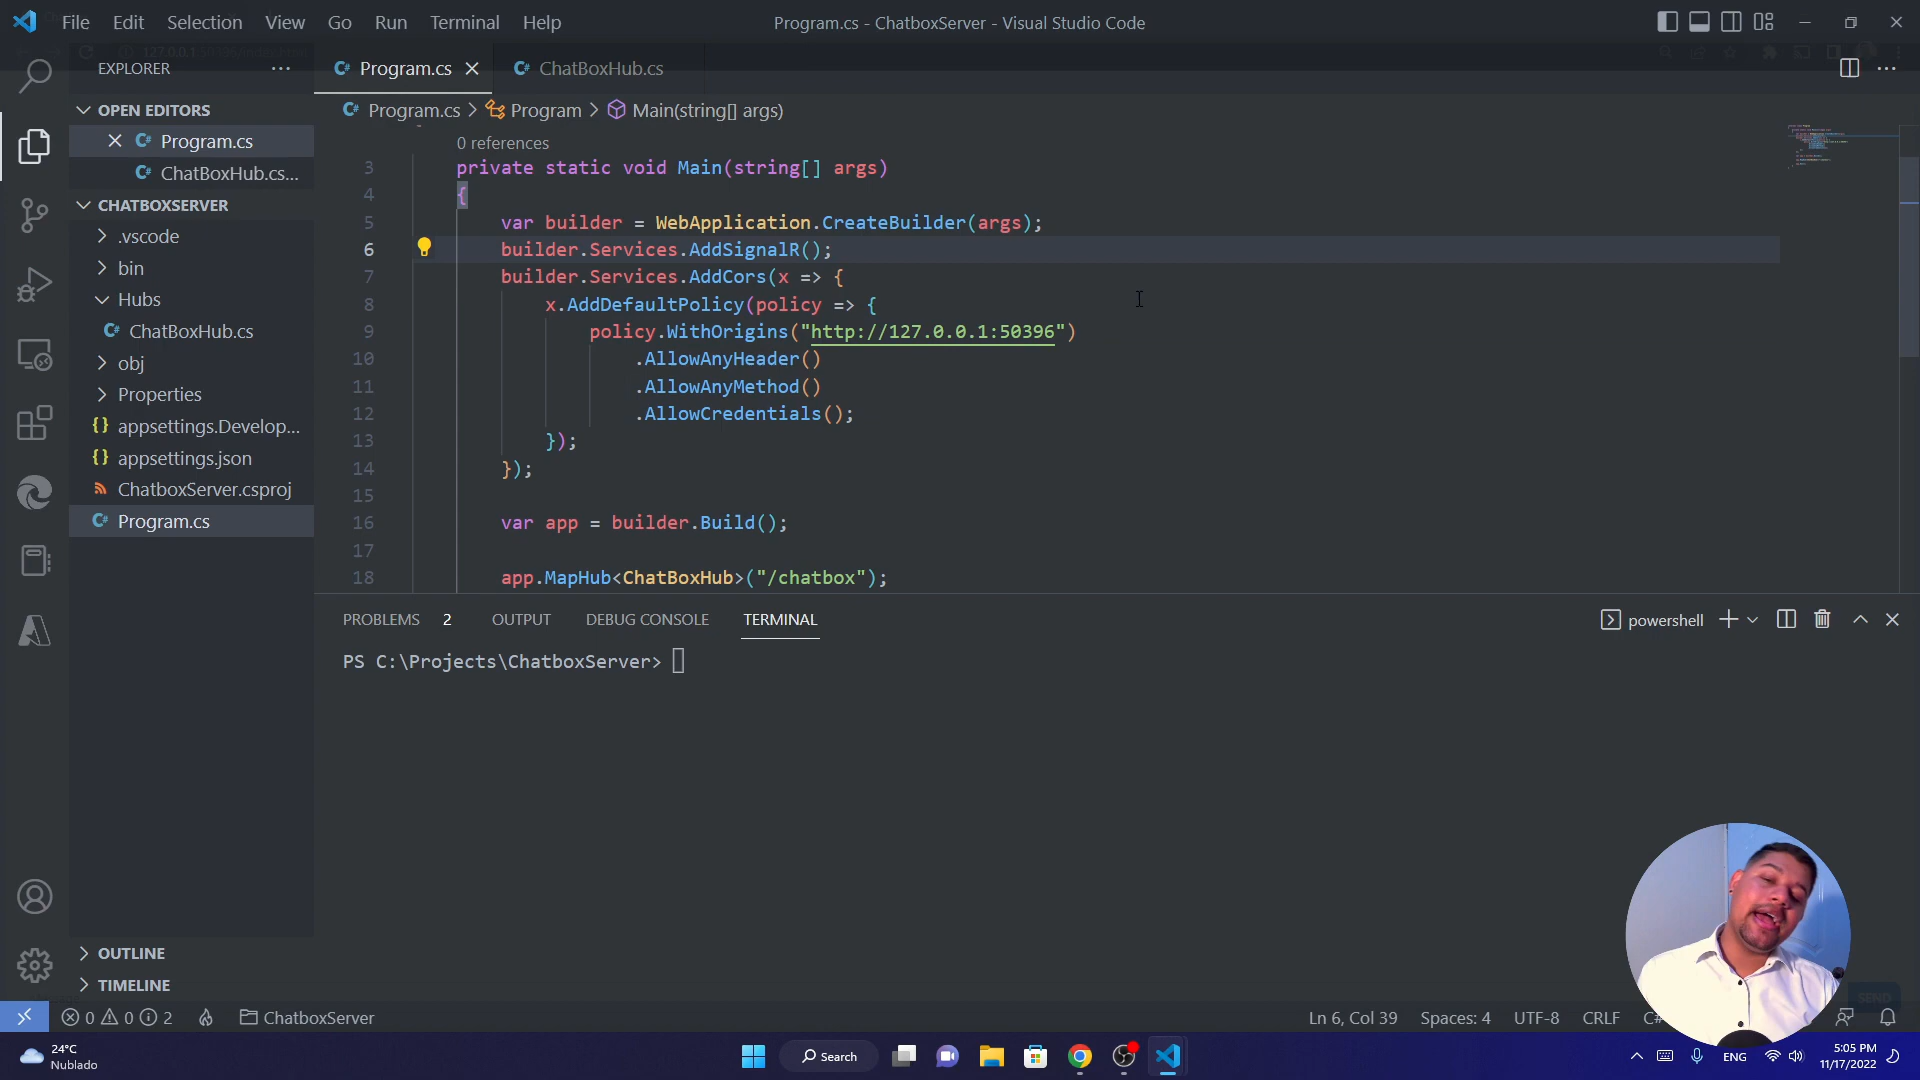 File Edit Selection View Go Run Terminal Help
Program.cs - ChatboxServer - Visual Studio Code
EXPLORER
Program.cs
ChatBoxHub.cs
OPEN EDITORS
Program.cs
ChatBoxHub.cs...
CHATBOXSERVER
.vscode
bin
Hubs
ChatBoxHub.cs
obj
Properties
appsettings.Develop...
appsettings.json
ChatboxServer.csproj
Program.cs
OUTLINE
TIMELINE
Program.cs > Program > Main(string[] args)
0 references
3 private static void Main(string[] args)
4 {
5 var builder = WebApplication.CreateBuilder(args);
6 builder.Services.AddSignalR();
7 builder.Services.AddCors(x => {
8 x.AddDefaultPolicy(policy => {
9 policy.WithOrigins("http://127.0.0.1:50396")
10 .AllowAnyHeader()
11 .AllowAnyMethod()
12 .AllowCredentials();
13 });
14 });
15
16 var app = builder.Build();
17
18 app.MapHub<ChatBoxHub>("/chatbox");
PROBLEMS 2 OUTPUT DEBUG CONSOLE TERMINAL
powershell
PS C:\Projects\ChatboxServer>
SEND
0 0 2 ChatboxServer
Ln 6, Col 39 Spaces: 4 UTF-8 CRLF C#
24°C
Nublado
Search
ENG
5:05 PM
11/17/2022